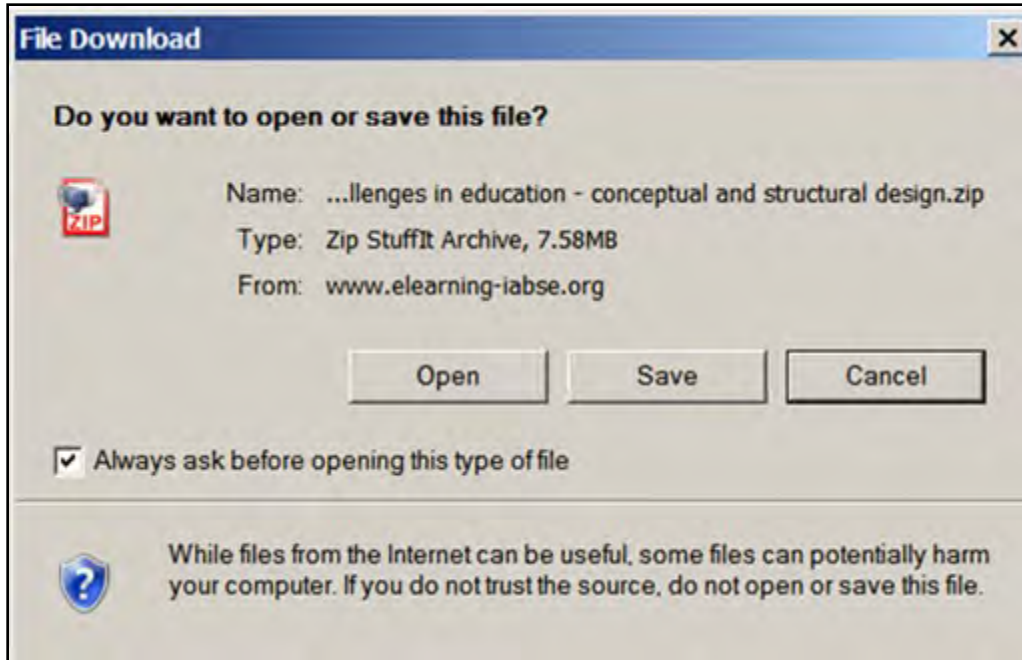 File Download
Do you want to open or save this file?
ZIP
Name: ...llenges in education - conceptual and structural design.zip
Type: Zip StuffIt Archive, 7.58MB
From: www.elearning-iabse.org
Open Save Cancel
Always ask before opening this type of file
While files from the Internet can be useful, some files can potentially harm
your computer. If you do not trust the source, do not open or save this file.